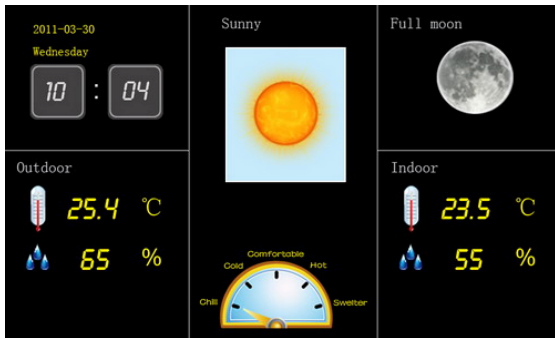 2011-03-30
Wednesday
10 : 04
Sunny
Full moon
Outdoor
25.4 ℃
65 %
Comfortable
Cold
Hot
Chill
Swelter
Indoor
23.5 ℃
55 %